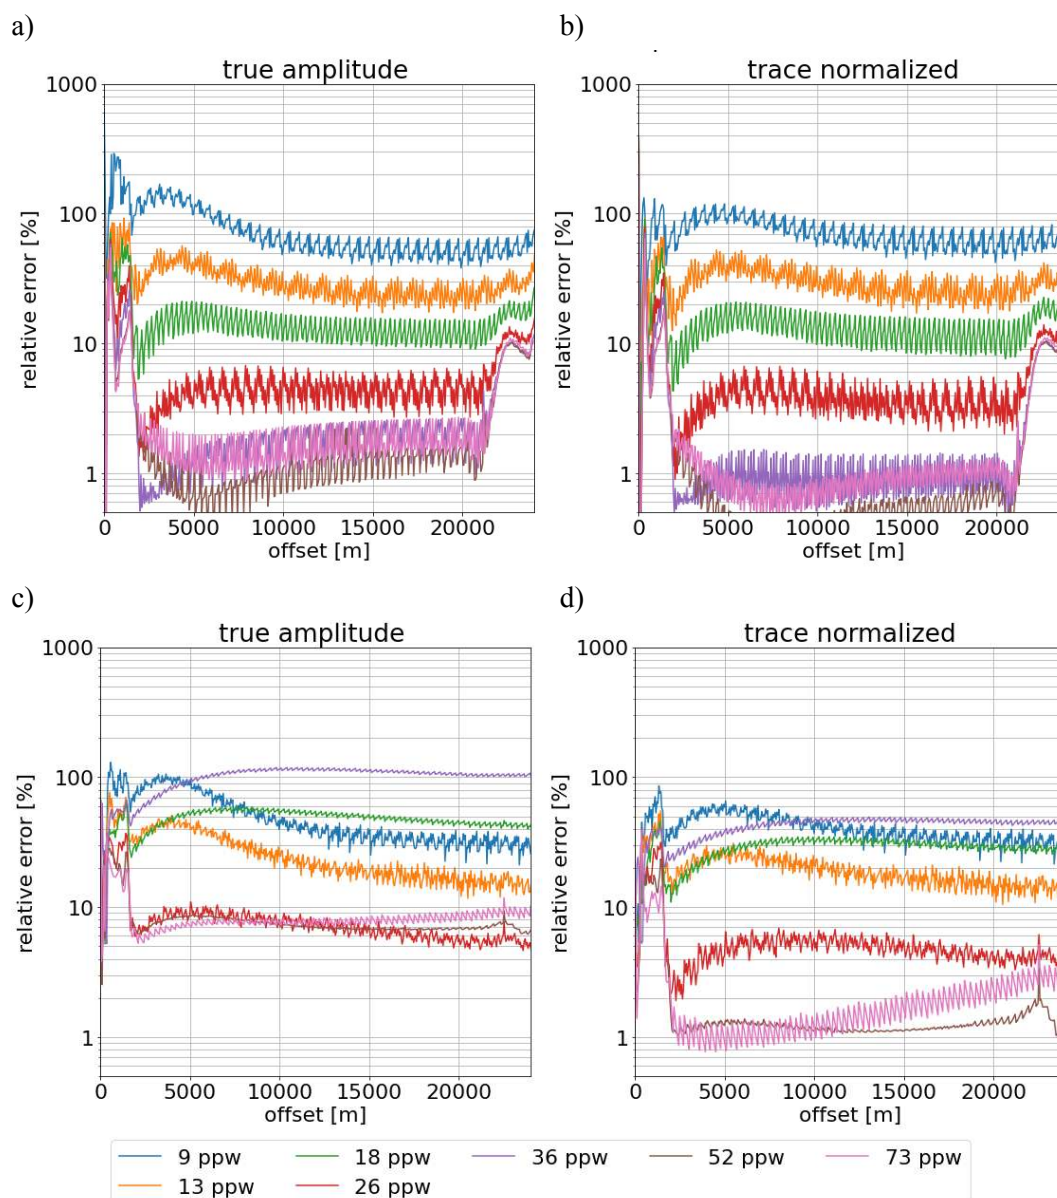 a)
b)
true amplitude
trace normalized
1000
100
10
1
relative error [%]
0
5000
10000
15000
20000
offset [m]
1000
100
10
1
relative error [%]
0
5000
10000
15000
20000
offset [m]
c)
d)
true amplitude
trace normalized
1000
100
10
1
relative error [%]
0
5000
10000
15000
20000
offset [m]
1000
100
10
1
relative error [%]
0
5000
10000
15000
20000
offset [m]
9 ppw
18 ppw
36 ppw
52 ppw
73 ppw
13 ppw
26 ppw